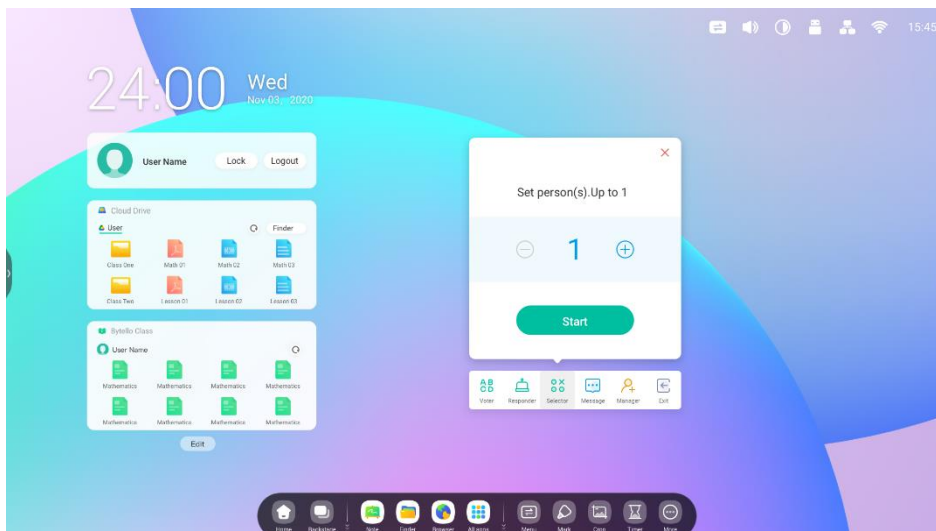 15:45
24:00
Wed
Nov 03, 2020
User Name
Lock
Logout
Cloud Drive
User
Finder
Class One
Math 01
Math 02
Math 03
Class Two
Lesson 01
Lesson 02
Lesson 03
Bytello Class
User Name
Mathematics
Mathematics
Mathematics
Mathematics
Mathematics
Mathematics
Mathematics
Mathematics
Edit
Set person(s).Up to 1
1
Start
Voter
Responder
Selector
Message
Manager
Exit
Home
Backstage
Note
Finder
Browser
All apps
Menu
Mark
Timer
More